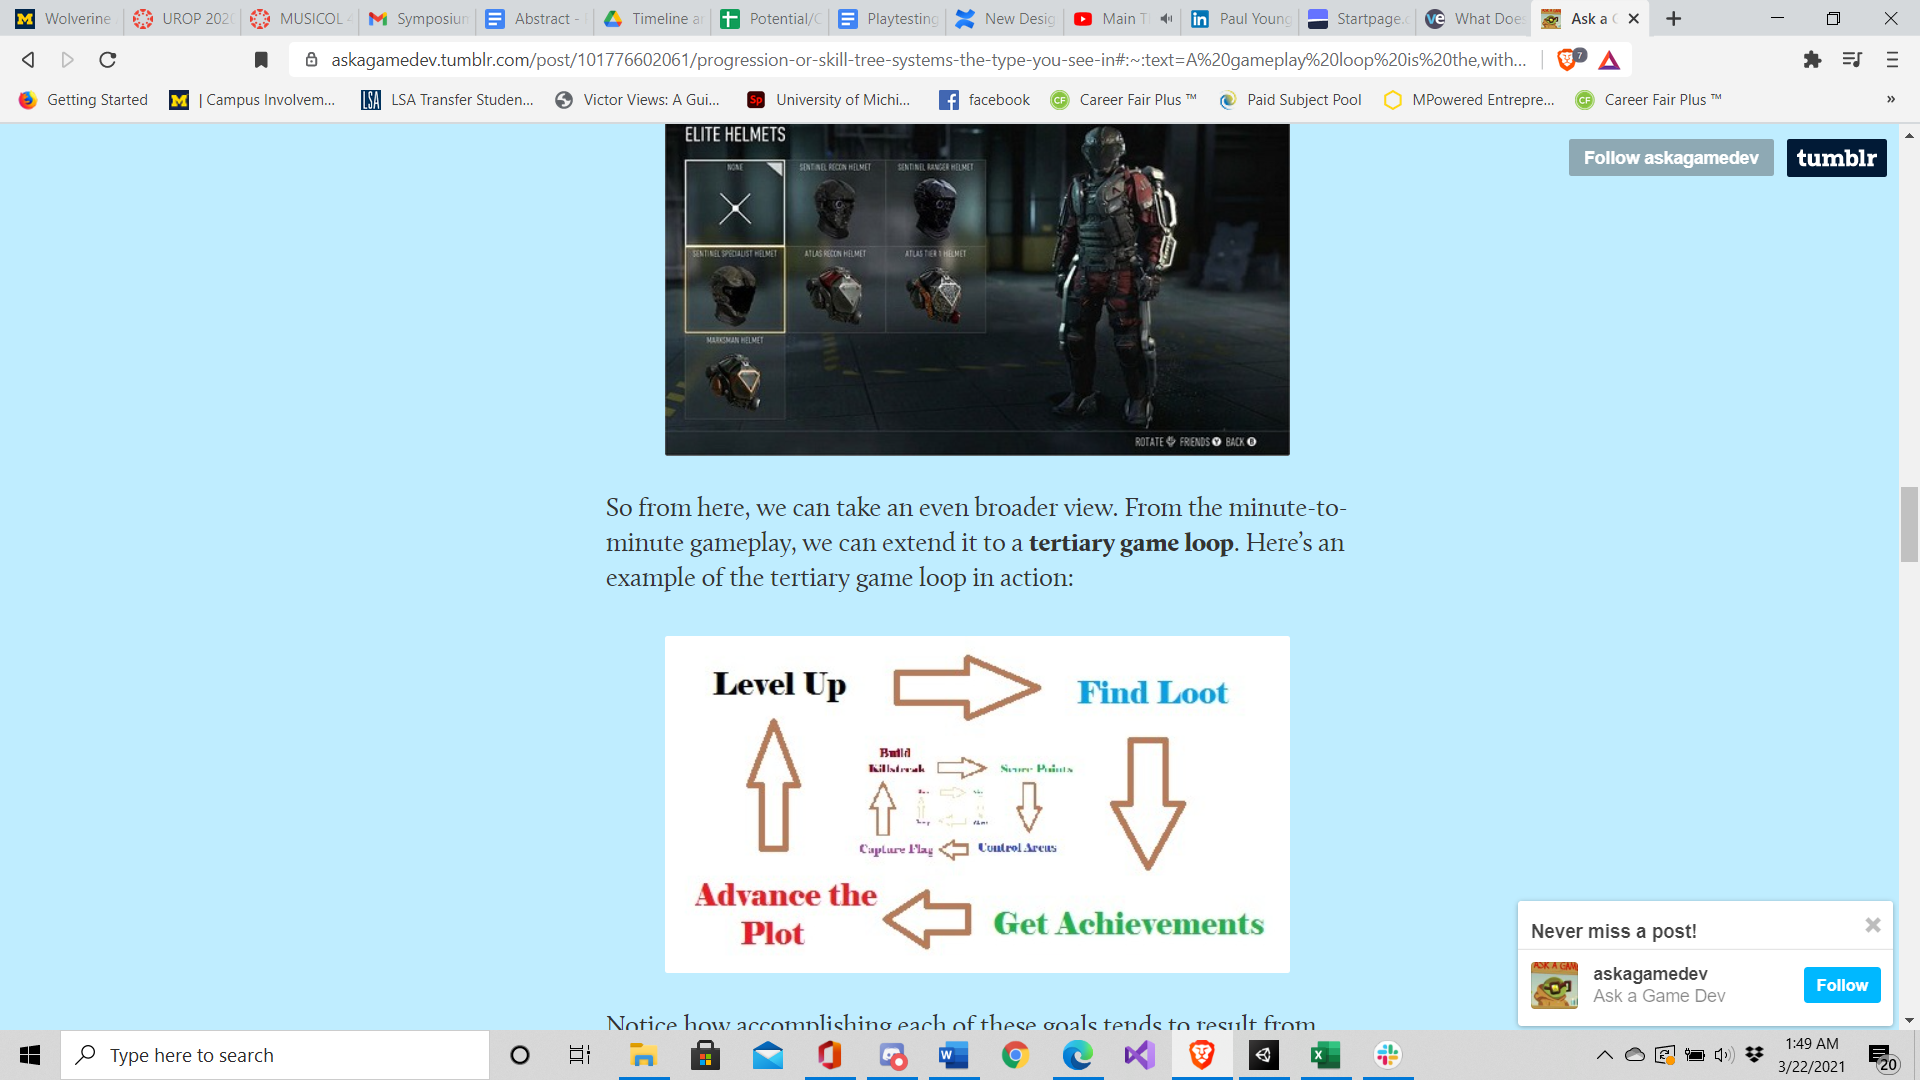 Wolverine
UROP 202
MUSICOL 4
Symposium
Abstract -
Timeline a
Potential/C
Playtesting
New Desig
Main T
Paul Young
Startpage.c
What Does
Ask a G
askagamedev.tumblr.com/post/101776602061/progression-or-skill-tree-systems-the-type-you-see-in#:~:text=A%20gameplay%20loop%20is%20the,with...
7
Getting Started
| Campus Involvem...
LSA Transfer Studen...
Victor Views: A Gui...
University of Michi...
facebook
Career Fair Plus ™
Paid Subject Pool
MPowered Entrepre...
Career Fair Plus ™
»
Follow askagamedev
tumblr
ELITE HELMETS
NONE
SENTINEL RECON HELMET
SENTINEL RANGER HELMET
SENTINEL SPECIALIST HELMET
ATLAS RECON HELMET
ATLAS TIER 1 HELMET
MARKSMAN HELMET
ROTATE FRIENDS Y BACK B
So from here, we can take an even broader view. From the minute-to-
minute gameplay, we can extend it to a tertiary game loop. Here’s an
example of the tertiary game loop in action:
Level Up
Find Loot
Build
Killstreak
Score Points
Capture Flag
Control Areas
Advance the
Plot
Get Achievements
Notice how accomplishing each of these goals tends to result from
Never miss a post!
askagamedev
Ask a Game Dev
Follow
Type here to search
1:49 AM
3/22/2021
20